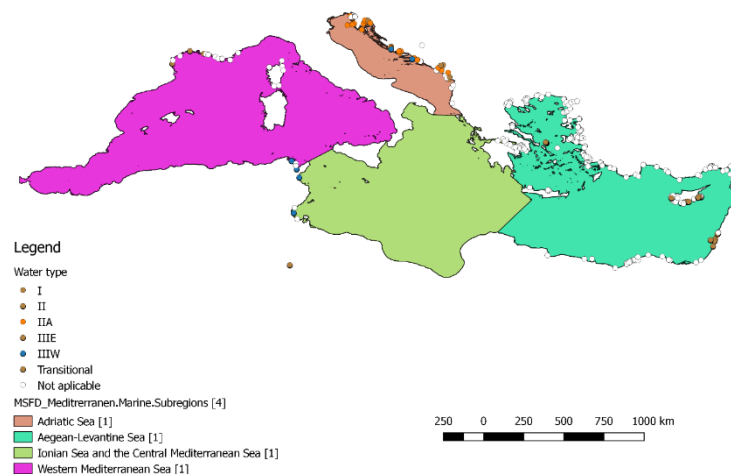 Legend
Water type
I
II
IIA
IIIE
IIIW
Transitional
Not aplicable
MSFD_Meditrerranen.Marine.Subregions [4]
Adriatic Sea [1]
Aegean-Levantine Sea [1]
Ionian Sea and the Central Mediterranean Sea [1]
Western Mediterranean Sea [1]
250 0 250 500 750 1000 km